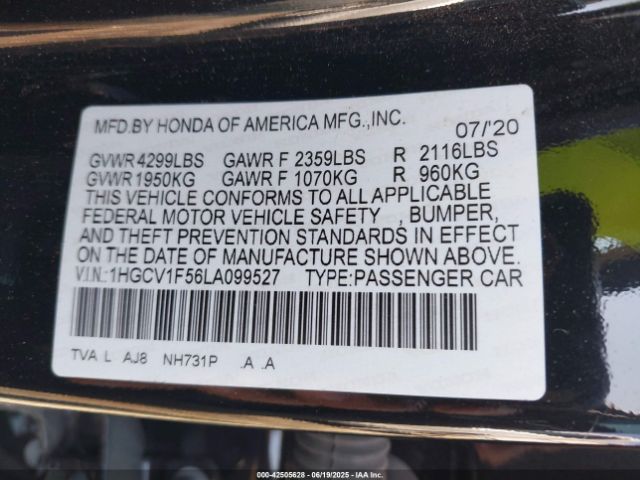 MFD.BY HONDA OF AMERICA MFG.,INC. 07/'20
GVWR 4299LBS GAWR F 2359LBS R 2116LBS
GVWR 1950KG GAWR F 1070KG R 960KG
THIS VEHICLE CONFORMS TO ALL APPLICABLE
FEDERAL MOTOR VEHICLE SAFETY , BUMPER,
AND THEFT PREVENTION STANDARDS IN EFFECT
ON THE DATE OF MANUFACTURE SHOWN ABOVE.
V.I.N.:1HGCV1F56LA099527 TYPE:PASSENGER CAR
TVA L AJ8 NH731P .A .A
000-42505628 - 06/19/2025 - IAA Inc.